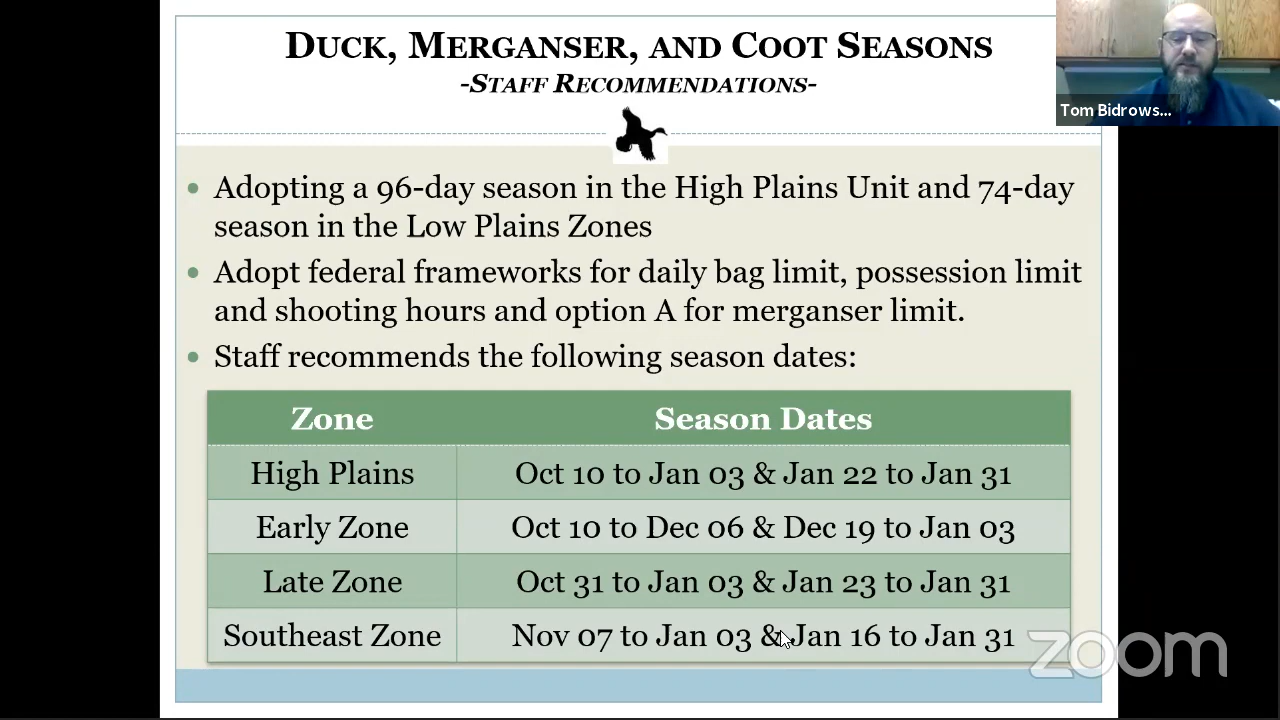 DUCK, MERGANSER, AND COOT SEASONS
-STAFF RECOMMENDATIONS-
Tom Bidrows...
• Adopting a 96-day season in the High Plains Unit and 74-day
season in the Low Plains Zones
• Adopt federal frameworks for daily bag limit, possession limit
and shooting hours and option A for merganser limit.
• Staff recommends the following season dates:
Zone Season Dates
High Plains Oct 10 to Jan 03 & Jan 22 to Jan 31
Early Zone Oct 10 to Dec 06 & Dec 19 to Jan 03
Late Zone Oct 31 to Jan 03 & Jan 23 to Jan 31
Southeast Zone Nov 07 to Jan 03 & Jan 16 to Jan 31
zoom